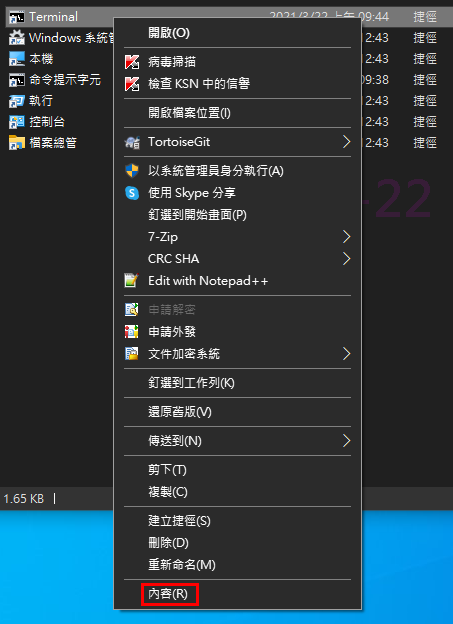 Terminal 2021/3/22 上午 09:44 捷徑
開啟(O)
Windows 系統管 2:43 捷徑
病毒掃描
本機 2:43 捷徑
檢查 KSN 中的信譽
命令提示字元 09:38 捷徑
執行 2:43 捷徑
開啟檔案位置(I)
控制台 2:43 捷徑
TortoiseGit
檔案總管 2:43 捷徑
以系統管理員身分執行(A)
使用 Skype 分享
-22
釘選到開始畫面(P)
7-Zip
CRC SHA
Edit with Notepad++
申請解密
申請外發
文件加密系統
釘選到工作列(K)
還原舊版(V)
傳送到(N)
剪下(T)
複製(C)
1.65 KB
建立捷徑(S)
刪除(D)
重新命名(M)
內容(R)